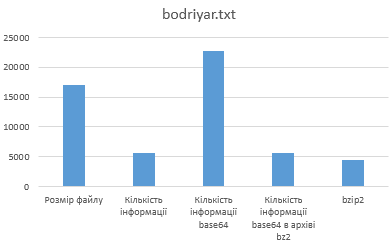 bodriyar.txt
25000
20000
15000
10000
5000
0
Розмір файлу
Кількість
інформації
Кількість
інформації
base64
Кількість
інформації
base64 в архіві
bz2
bzip2